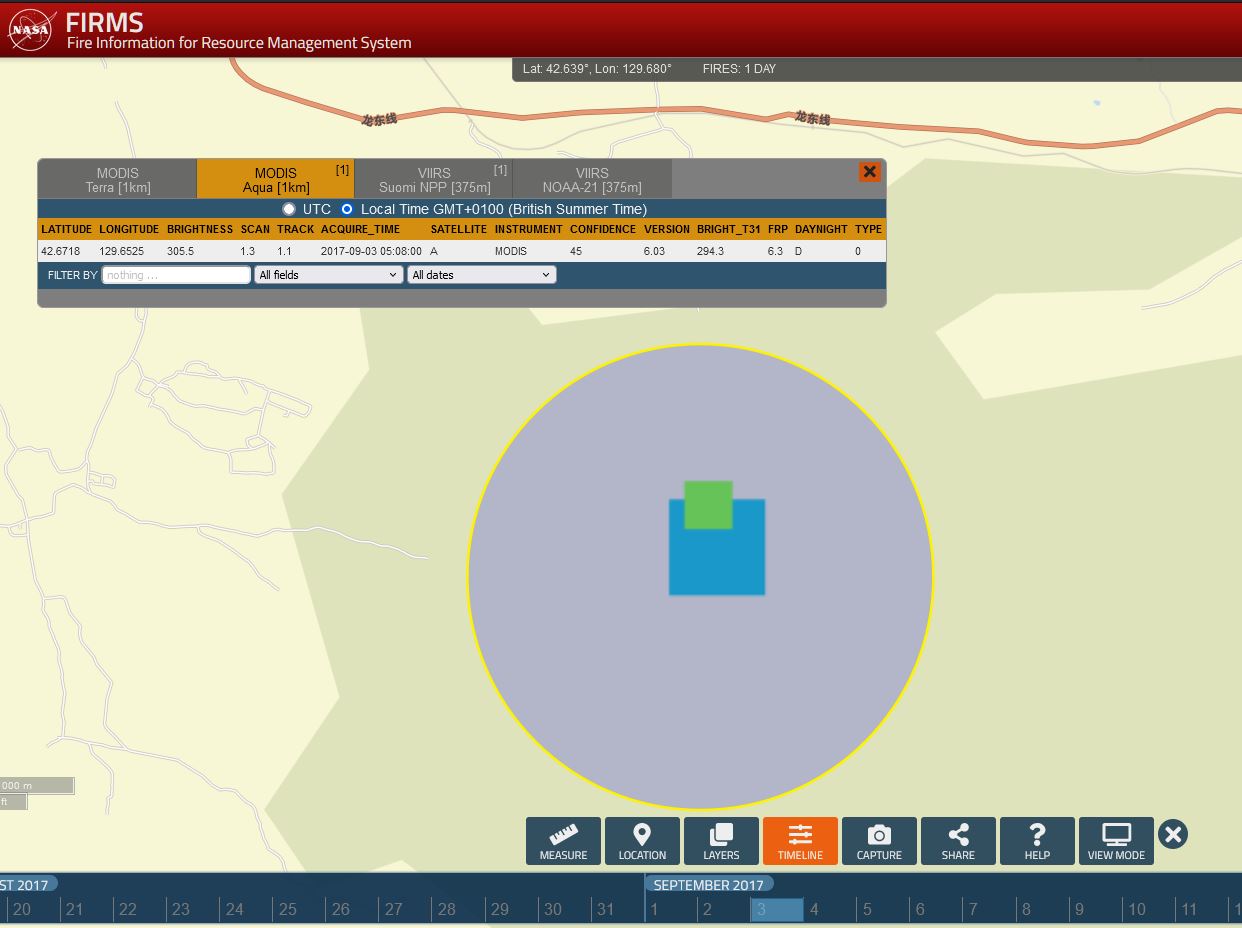 NASA
FIRMS
Fire Information for Resource Management System
Lat: 42.639°, Lon: 129.680° FIRES: 1 DAY
龙东线
龙东线
MODIS
Terra [1km]
MODIS [1]
Aqua [1km]
VIIRS [1]
Suomi NPP [375m]
VIIRS
NOAA-21 [375m]
UTC Local Time GMT+0100 (British Summer Time)
LATITUDE LONGITUDE BRIGHTNESS SCAN TRACK ACQUIRE_TIME SATELLITE INSTRUMENT CONFIDENCE VERSION BRIGHT_T31 FRP DAYNIGHT TYPE
42.6718 129.6525 305.5 1.3 1.1 2017-09-03 05:08:00 A MODIS 45 6.03 294.3 6.3 D 0
FILTER BY nothing ... All fields All dates
000 m
ft
MEASURE LOCATION LAYERS TIMELINE CAPTURE SHARE HELP VIEW MODE
ST 2017 SEPTEMBER 2017
20 21 22 23 24 25 26 27 28 29 30 31 1 2 3 4 5 6 7 8 9 10 11 1